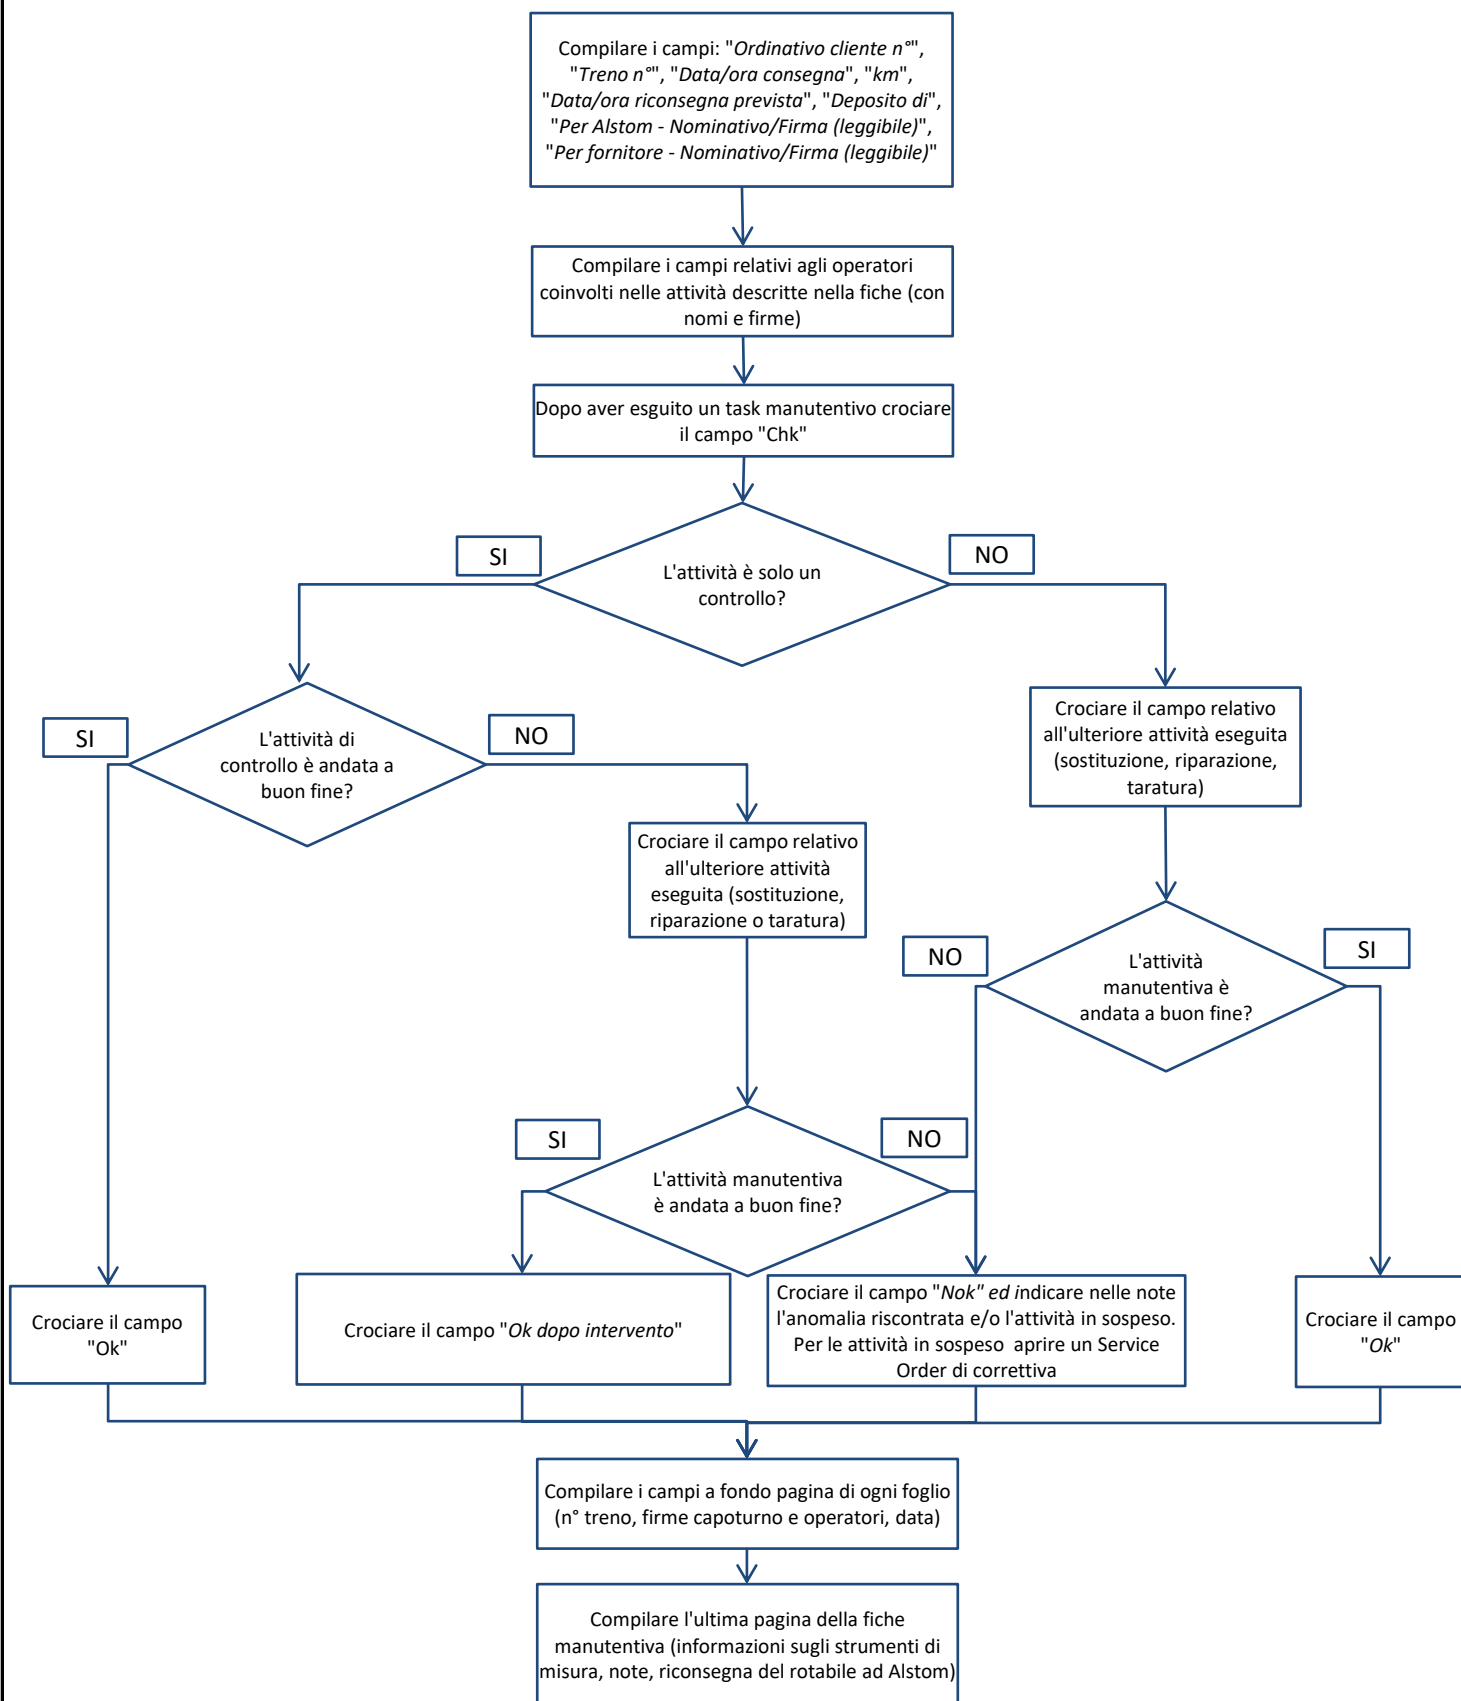 Compilare i campi: "Ordinativo cliente n°",
"Treno n°", "Data/ora consegna", "km",
"Data/ora riconsegna prevista", "Deposito di",
"Per Alstom - Nominativo/Firma (leggibile)",
"Per fornitore - Nominativo/Firma (leggibile)"
Compilare i campi relativi agli operatori
coinvolti nelle attività descritte nella fiche (con
nomi e firme)
Dopo aver esguito un task manutentivo crociare
il campo "Chk"
SI
NO
L'attività è solo un
controllo?
SI
NO
L'attività di
controllo è andata a
buon fine?
Crociare il campo relativo
all'ulteriore attività eseguita
(sostituzione, riparazione,
taratura)
Crociare il campo relativo
all'ulteriore attività
eseguita (sostituzione,
riparazione o taratura)
NO
SI
L'attività
manutentiva è
andata a buon fine?
SI
NO
L'attività manutentiva
è andata a buon fine?
Crociare il campo
"Ok"
Crociare il campo "Ok dopo intervento"
Crociare il campo "Nok" ed indicare nelle note
l'anomalia riscontrata e/o l'attività in sospeso.
Per le attività in sospeso aprire un Service
Order di correttiva
Crociare il campo
"Ok"
Compilare i campi a fondo pagina di ogni foglio
(n° treno, firme capoturno e operatori, data)
Compilare l'ultima pagina della fiche
manutentiva (informazioni sugli strumenti di
misura, note, riconsegna del rotabile ad Alstom)